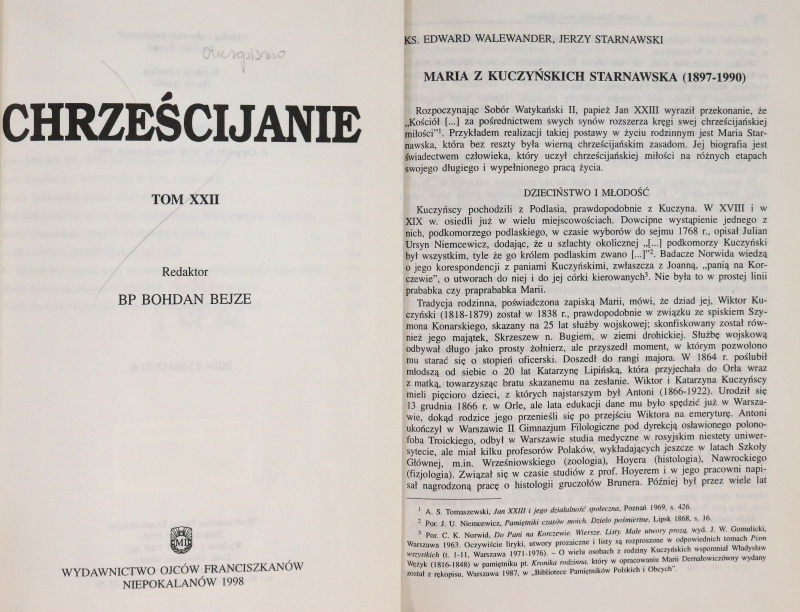 czasopismo
CHRZEŚCIJANIE
TOM XXII
Redaktor
BP BOHDAN BEJZE
WYDAWNICTWO OJCÓW FRANCISZKANÓW
NIEPOKALANÓW 1998
KS. EDWARD WALEWANDER, JERZY STARNAWSKI
MARIA Z KUCZYŃSKICH STARNAWSKA (1897-1990)
Rozpoczynając Sobór Watykański II, papież Jan XXIII wyraził przekonanie, że
„Kościół [...] za pośrednictwem swych synów rozszerza kręgi swej chrześcijańskiej
miłości”¹. Przykładem realizacji takiej postawy w życiu rodzinnym jest Maria Star-
nawska, która bez reszty była wierną chrześcijańskim zasadom. Jej biografia jest
świadectwem człowieka, który uczył chrześcijańskiej miłości na różnych etapach
swojego długiego i wypełnionego pracą życia.
DZIECIŃSTWO I MŁODOŚĆ
Kuczyńscy pochodzili z Podlasia, prawdopodobnie z Kuczyna. W XVIII i w
XIX w. osiedli już w wielu miejscowościach. Dowcipne wystąpienie jednego z
nich, podkomorzego podlaskiego, w czasie wyborów do sejmu 1768 r., opisał Julian
Ursyn Niemcewicz, dodając, że u szlachty okolicznej „[...] podkomorzy Kuczyński
był wszystkim, tyle że go królem podlaskim zwano [...]”². Badacze Norwida wiedzą
o jego korespondencji z paniami Kuczyńskimi, zwłaszcza z Joanną, „panią na Kor-
czewie”, o utworach do niej i do jej córki kierowanych³. Nie była to w prostej linii
prababka czy praprababka Marii.
Tradycja rodzinna, poświadczona zapiską Marii, mówi, że dziad jej, Wiktor Ku-
czyński (1818-1879) został w 1838 r., prawdopodobnie w związku ze spiskiem Szy-
mona Konarskiego, skazany na 25 lat służby wojskowej; skonfiskowany został rów-
nież jego majątek, Skrzeszew n. Bugiem, w ziemi drohickiej. Służbę wojskową
odbywał długo jako prosty żołnierz, ale przyszedł moment, w którym pozwolono
mu starać się o stopień oficerski. Doszedł do rangi majora. W 1864 r. poślubił
młodszą od siebie o 20 lat Katarzynę Lipińską, która przyjechała do Orła wraz
z matką, towarzysząc bratu skazanemu na zesłanie. Wiktor i Katarzyna Kuczyńscy
mieli pięcioro dzieci, z których najstarszym był Antoni (1866-1922). Urodził się
13 grudnia 1866 r. w Orle, ale lata edukacji dane mu było spędzić już w Warsza-
wie, dokąd rodzice jego przenieśli się po przejściu Wiktora na emeryturę. Antoni
ukończył w Warszawie II Gimnazjum Filologiczne pod dyrekcją osławionego polono-
foba Troickiego, odbył w Warszawie studia medyczne w rosyjskim niestety uniwer-
sytecie, ale miał kilku profesorów Polaków, wykładających jeszcze w latach Szkoły
Głównej, m.in. Wrześniowskiego (zoologia), Hoyera (histologia), Nawrockiego
(fizjologia). Związał się w czasie studiów z prof. Hoyerem i w jego pracowni napi-
sał nagrodzoną pracę o histologii gruczołów Brunera. Później był przez wiele lat
¹ A. S. Tomaszewski, Jan XXIII i jego działalność społeczna, Poznań 1969, s. 426.
² Por. J. U. Niemcewicz, Pamiętniki czasów moich. Dzieło pośmiertne, Lipsk 1868, s. 16.
³ Por. C. K. Norwid, Do Pani na Korczewie. Wiersze. Listy. Małe utwory prozą, wyd. J. W. Gomulicki,
Warszawa 1963. Oczywiście liryki, utwory prozaiczne i listy są rozproszone w odpowiednich tomach Pism
wszystkich (t. 1-11, Warszawa 1971-1976). – O wielu osobach z rodziny Kuczyńskich wspomniał Władysław
Wężyk (1816-1848) w pamiętniku pt. Kronika rodzinna, który w opracowaniu Marii Dernałowiczówny wydany
został z rękopisu, Warszawa 1987, w „Bibliotece Pamiętników Polskich i Obcych”.